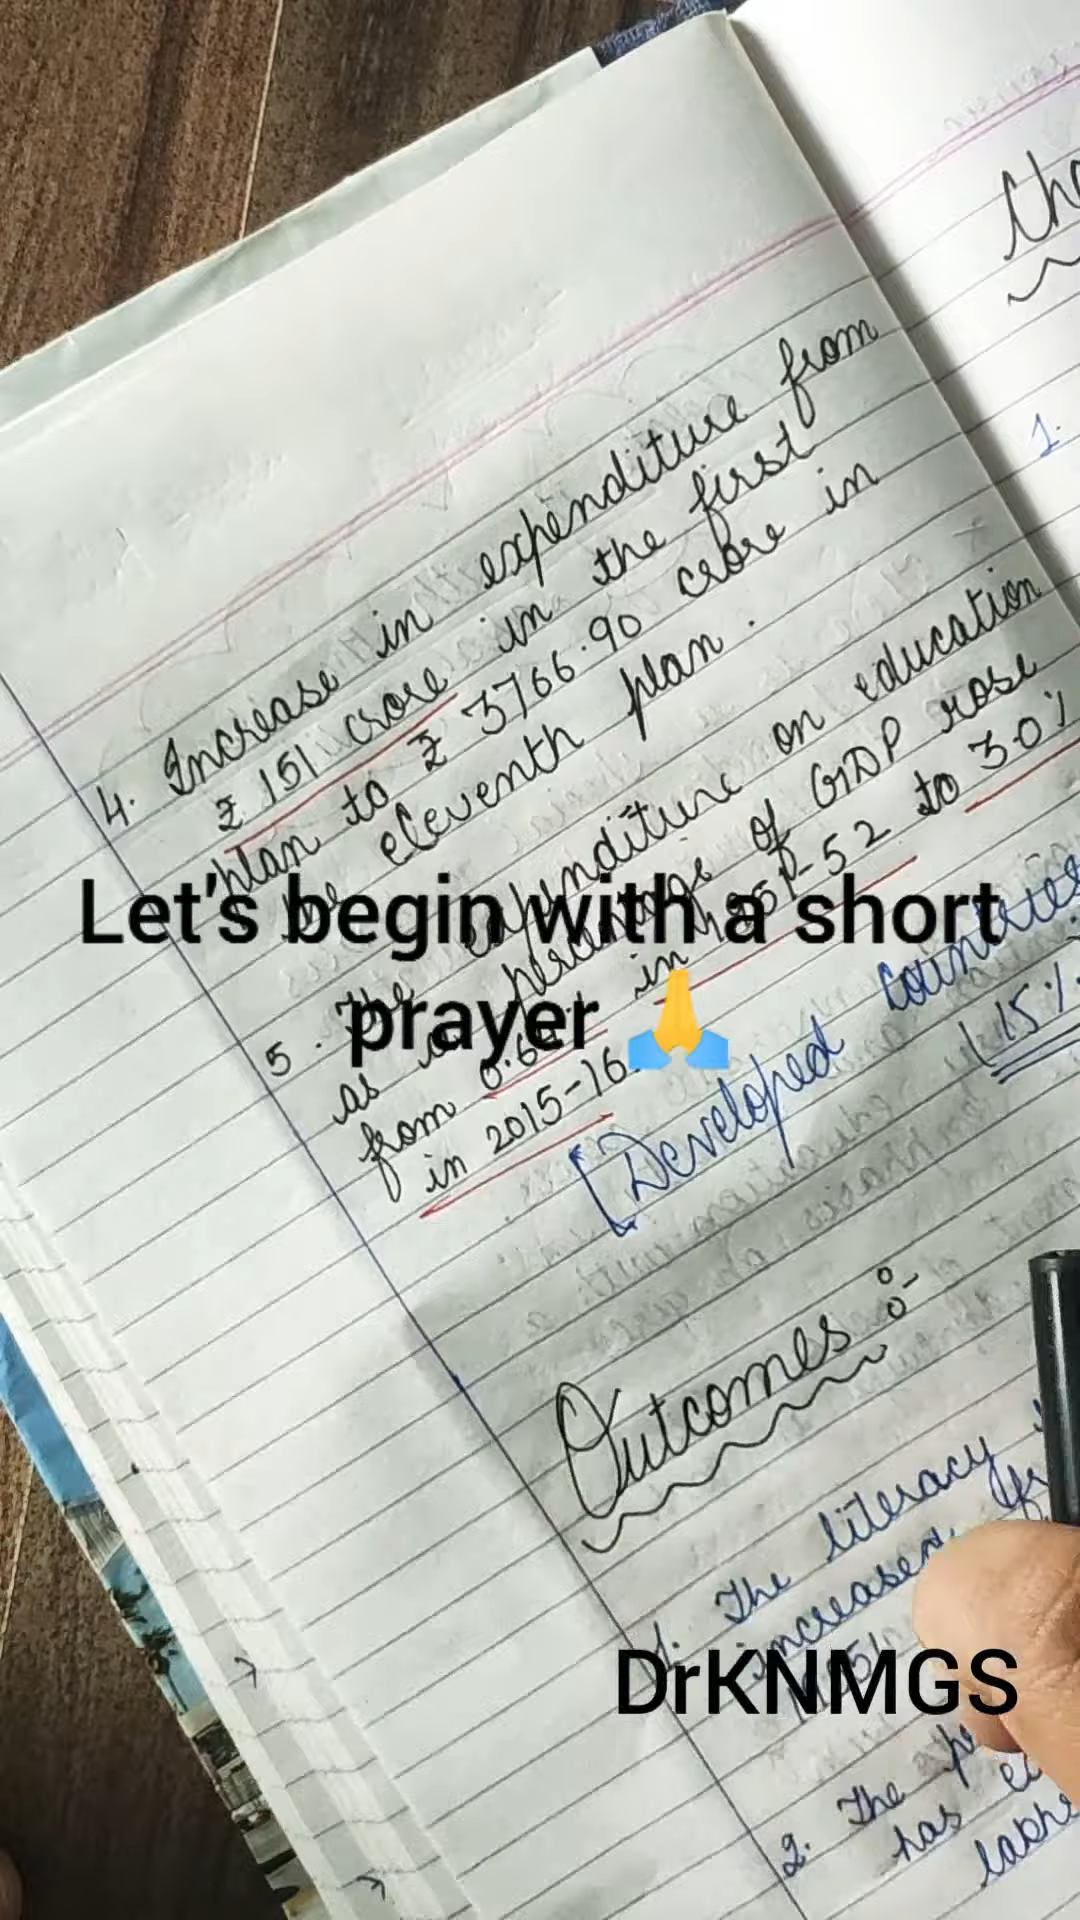 4. Increase in expenditure from
₹ 151 crore in the first
plan to ₹ 3766.90 crore in
the eleventh plan.
5. The expenditure on education
as a percentage of GDP rose
from 0.6 in 1951-52 to 3.0%
in 2015-16.
[Developed countries
15%.
Outcomes :-
1. The literacy
increased
1951
2. The
has
lakhs
1.
Let's begin with a short
prayer 🙏
DrKNMGS